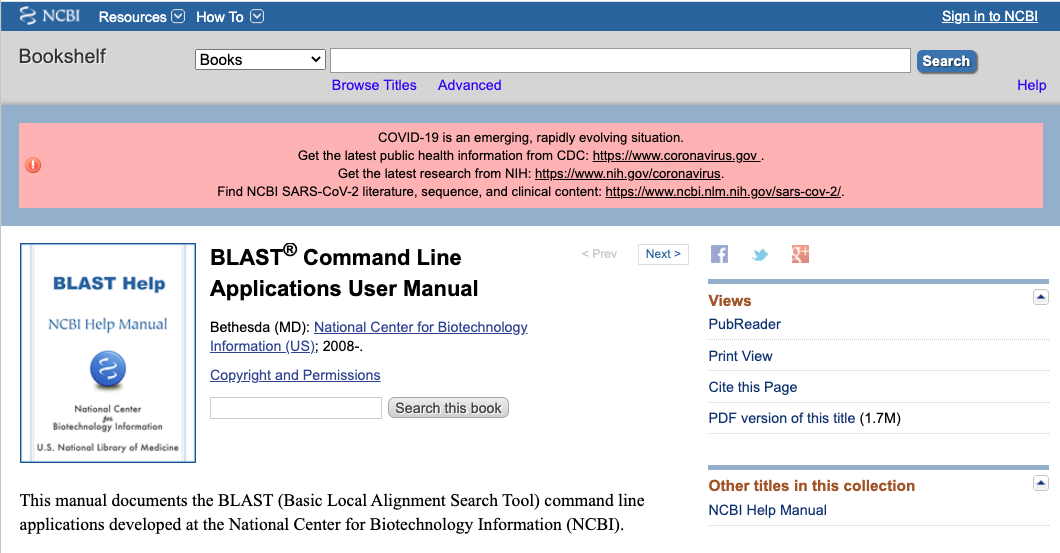 NCBI Resources How To Sign in to NCBI
Bookshelf
Books
Search
Browse Titles Advanced Help
COVID-19 is an emerging, rapidly evolving situation.
Get the latest public health information from CDC: https://www.coronavirus.gov .
Get the latest research from NIH: https://www.nih.gov/coronavirus.
Find NCBI SARS-CoV-2 literature, sequence, and clinical content: https://www.ncbi.nlm.nih.gov/sars-cov-2/.
BLAST Help
NCBI Help Manual
National Center
for
Biotechnology Information
U.S. National Library of Medicine
BLAST® Command Line
Applications User Manual
Bethesda (MD): National Center for Biotechnology
Information (US); 2008-.
Copyright and Permissions
Search this book
< Prev Next >
f
g+
Views
PubReader
Print View
Cite this Page
PDF version of this title (1.7M)
Other titles in this collection
NCBI Help Manual
This manual documents the BLAST (Basic Local Alignment Search Tool) command line
applications developed at the National Center for Biotechnology Information (NCBI).